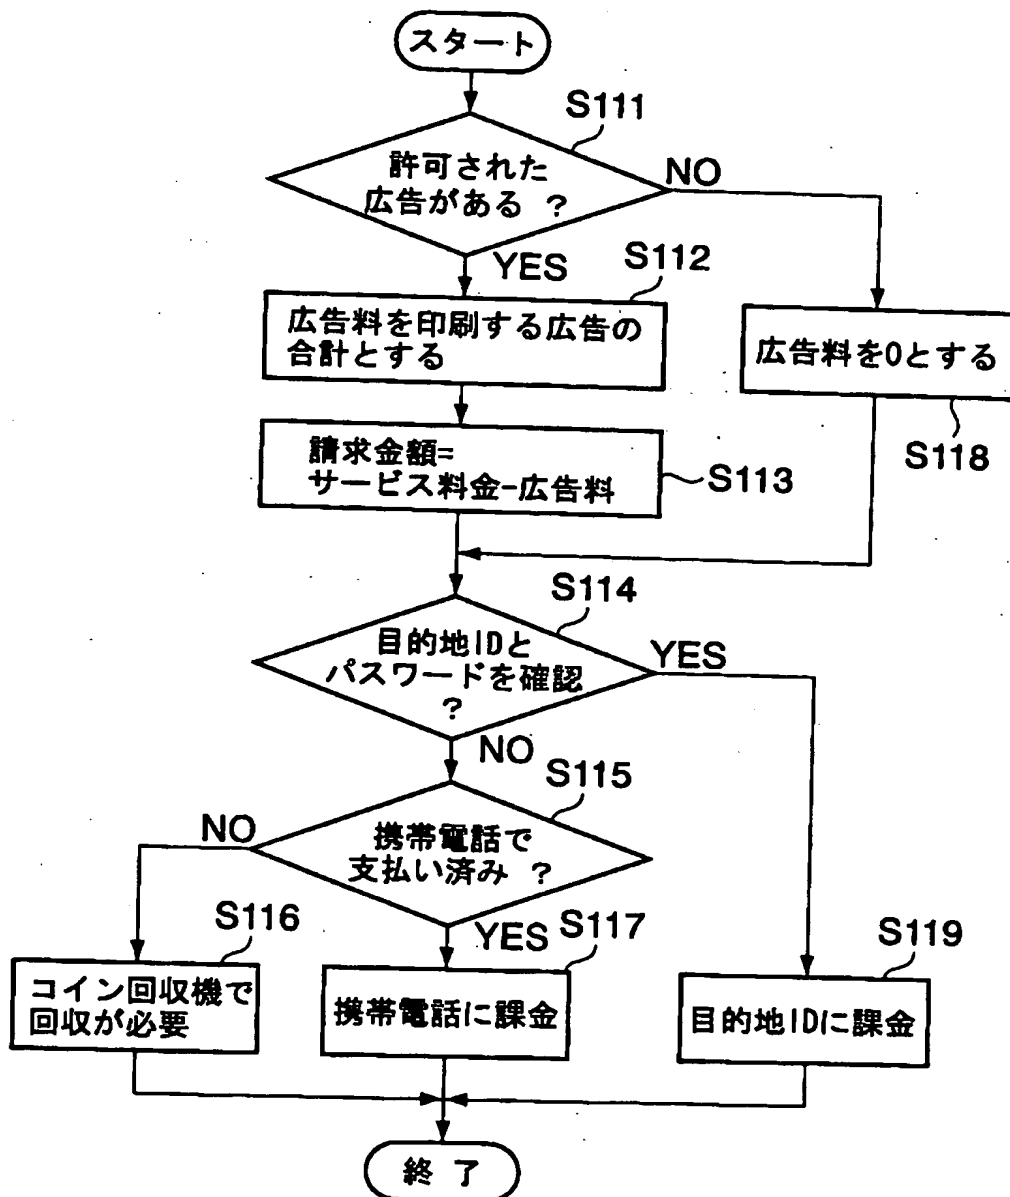 スタート
S111
許可された
広告がある ?
NO
YES
S112
広告料を印刷する広告の
合計とする
広告料を0とする
S118
請求金額=
サービス料金-広告料
S113
S114
目的地IDと
パスワードを確認
?
YES
NO
S115
携帯電話で
支払い済み ?
NO
YES
S116
コイン回収機で
回収が必要
S117
携帯電話に課金
S119
目的地IDに課金
終了